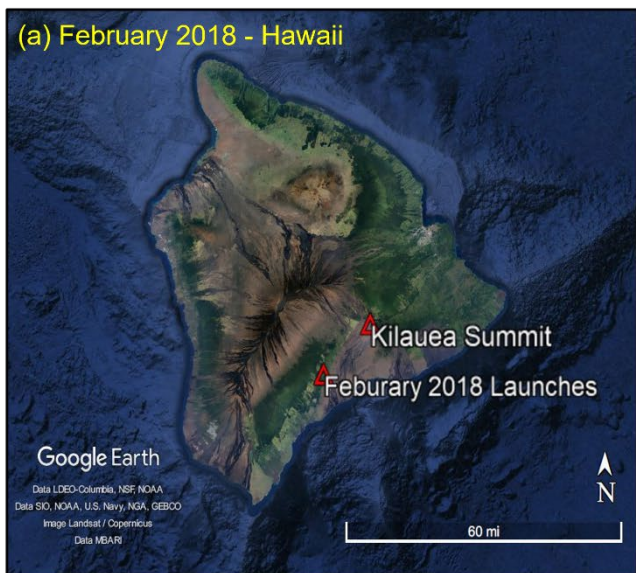 (a) February 2018 - Hawaii
Kilauea Summit
Feburary 2018 Launches
Google Earth
Data LDEO-Columbia, NSF, NOAA
Data SIO, NOAA, U.S. Navy, NGA, GEBCO
Image Landsat / Copernicus
Data MBARI
N
60 mi